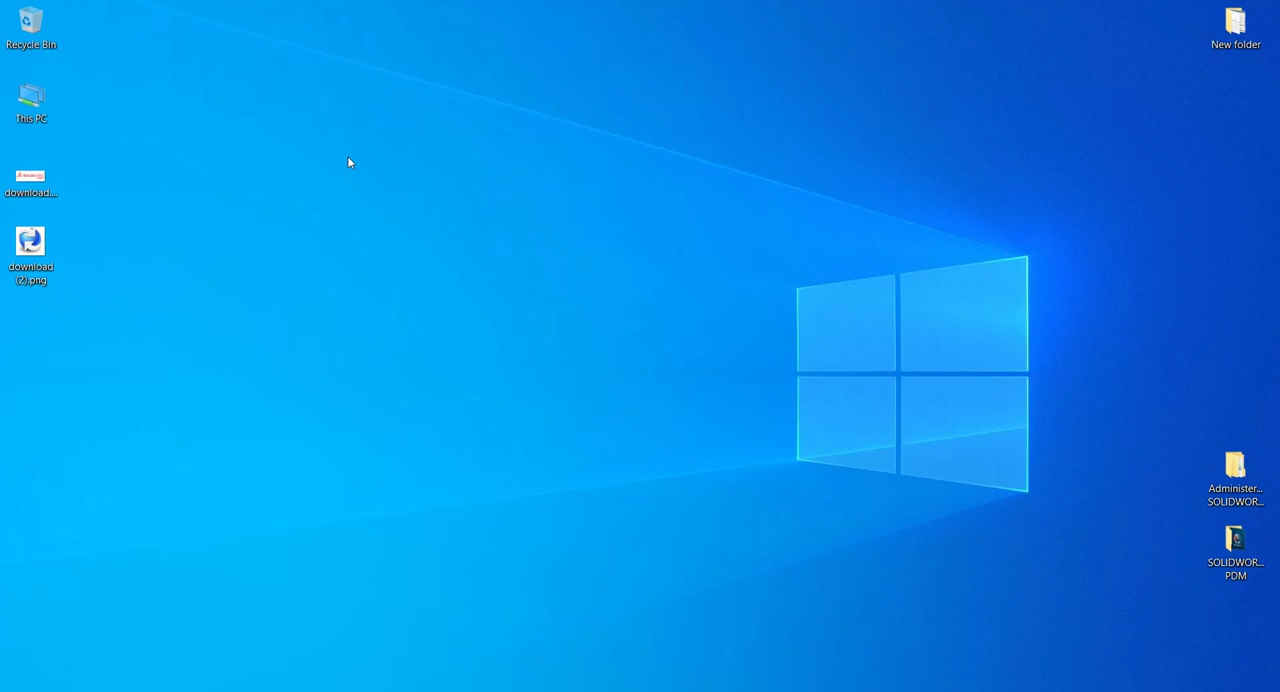 Recycle Bin
New folder
This PC
download....
download
(2).png
Administer...
SOLIDWOR...
SOLIDWOR...
PDM